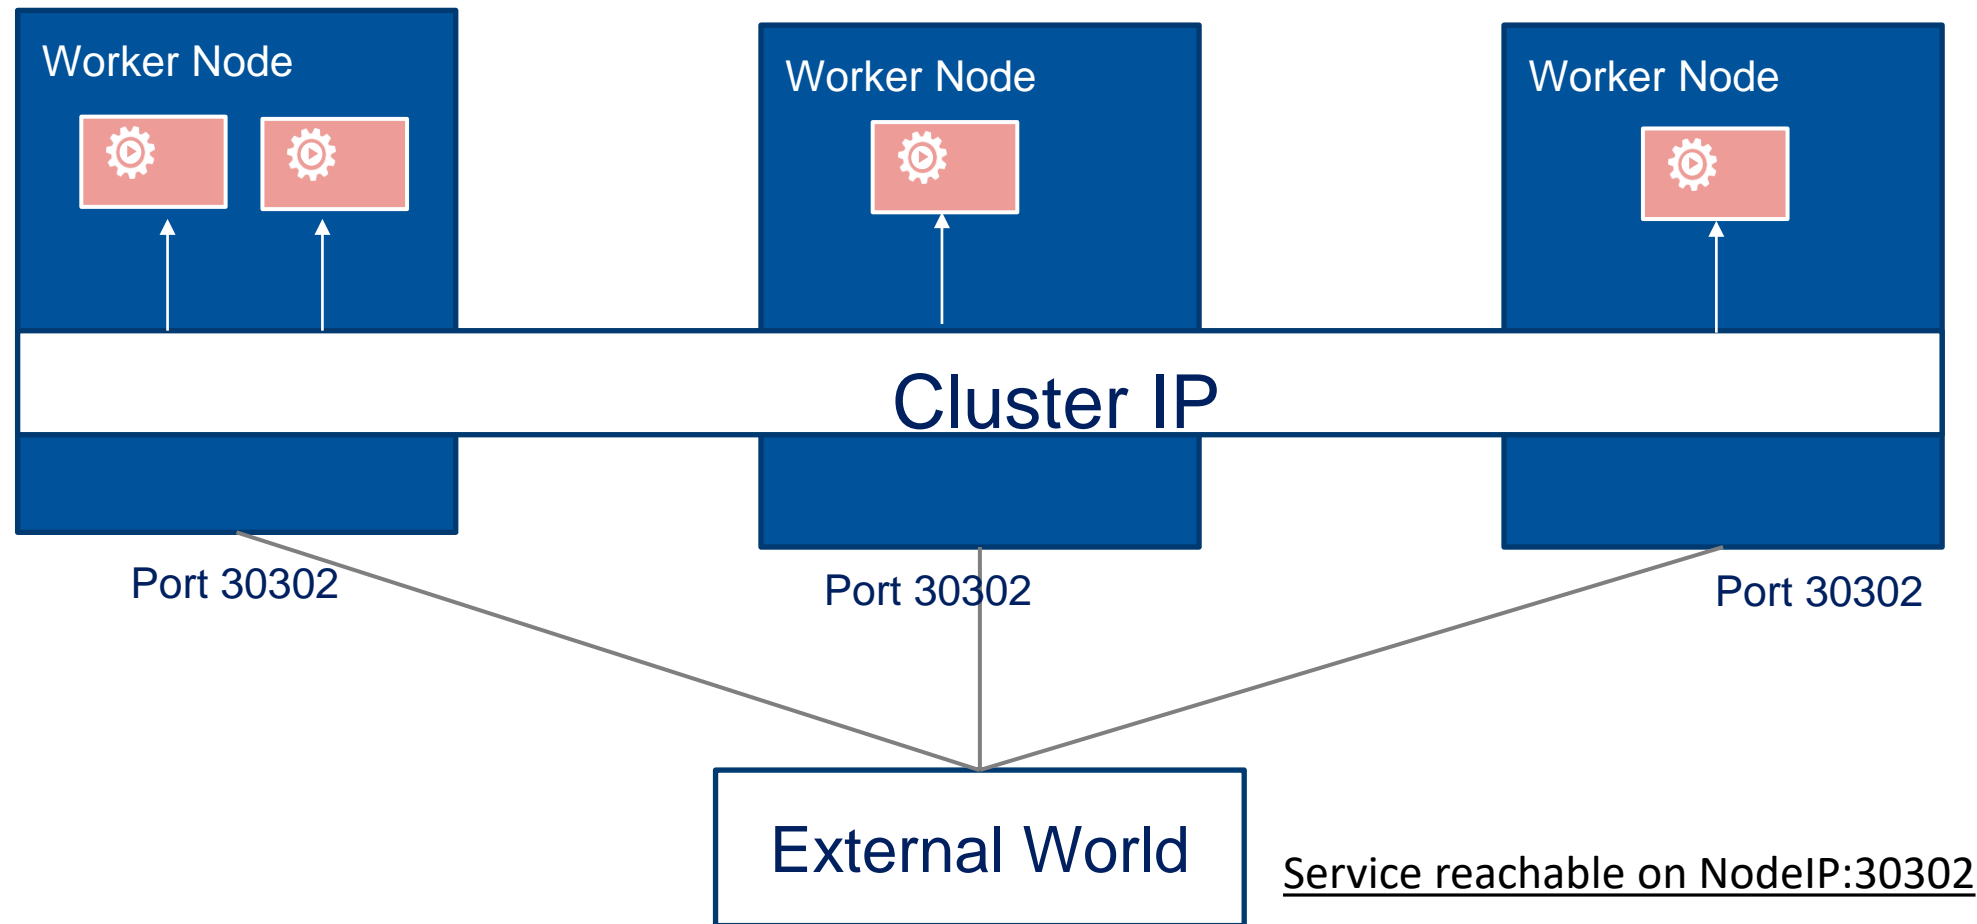 Worker Node
Worker Node
Worker Node
Cluster IP
Port 30302
Port 30302
Port 30302
External World
Service reachable on NodeIP:30302